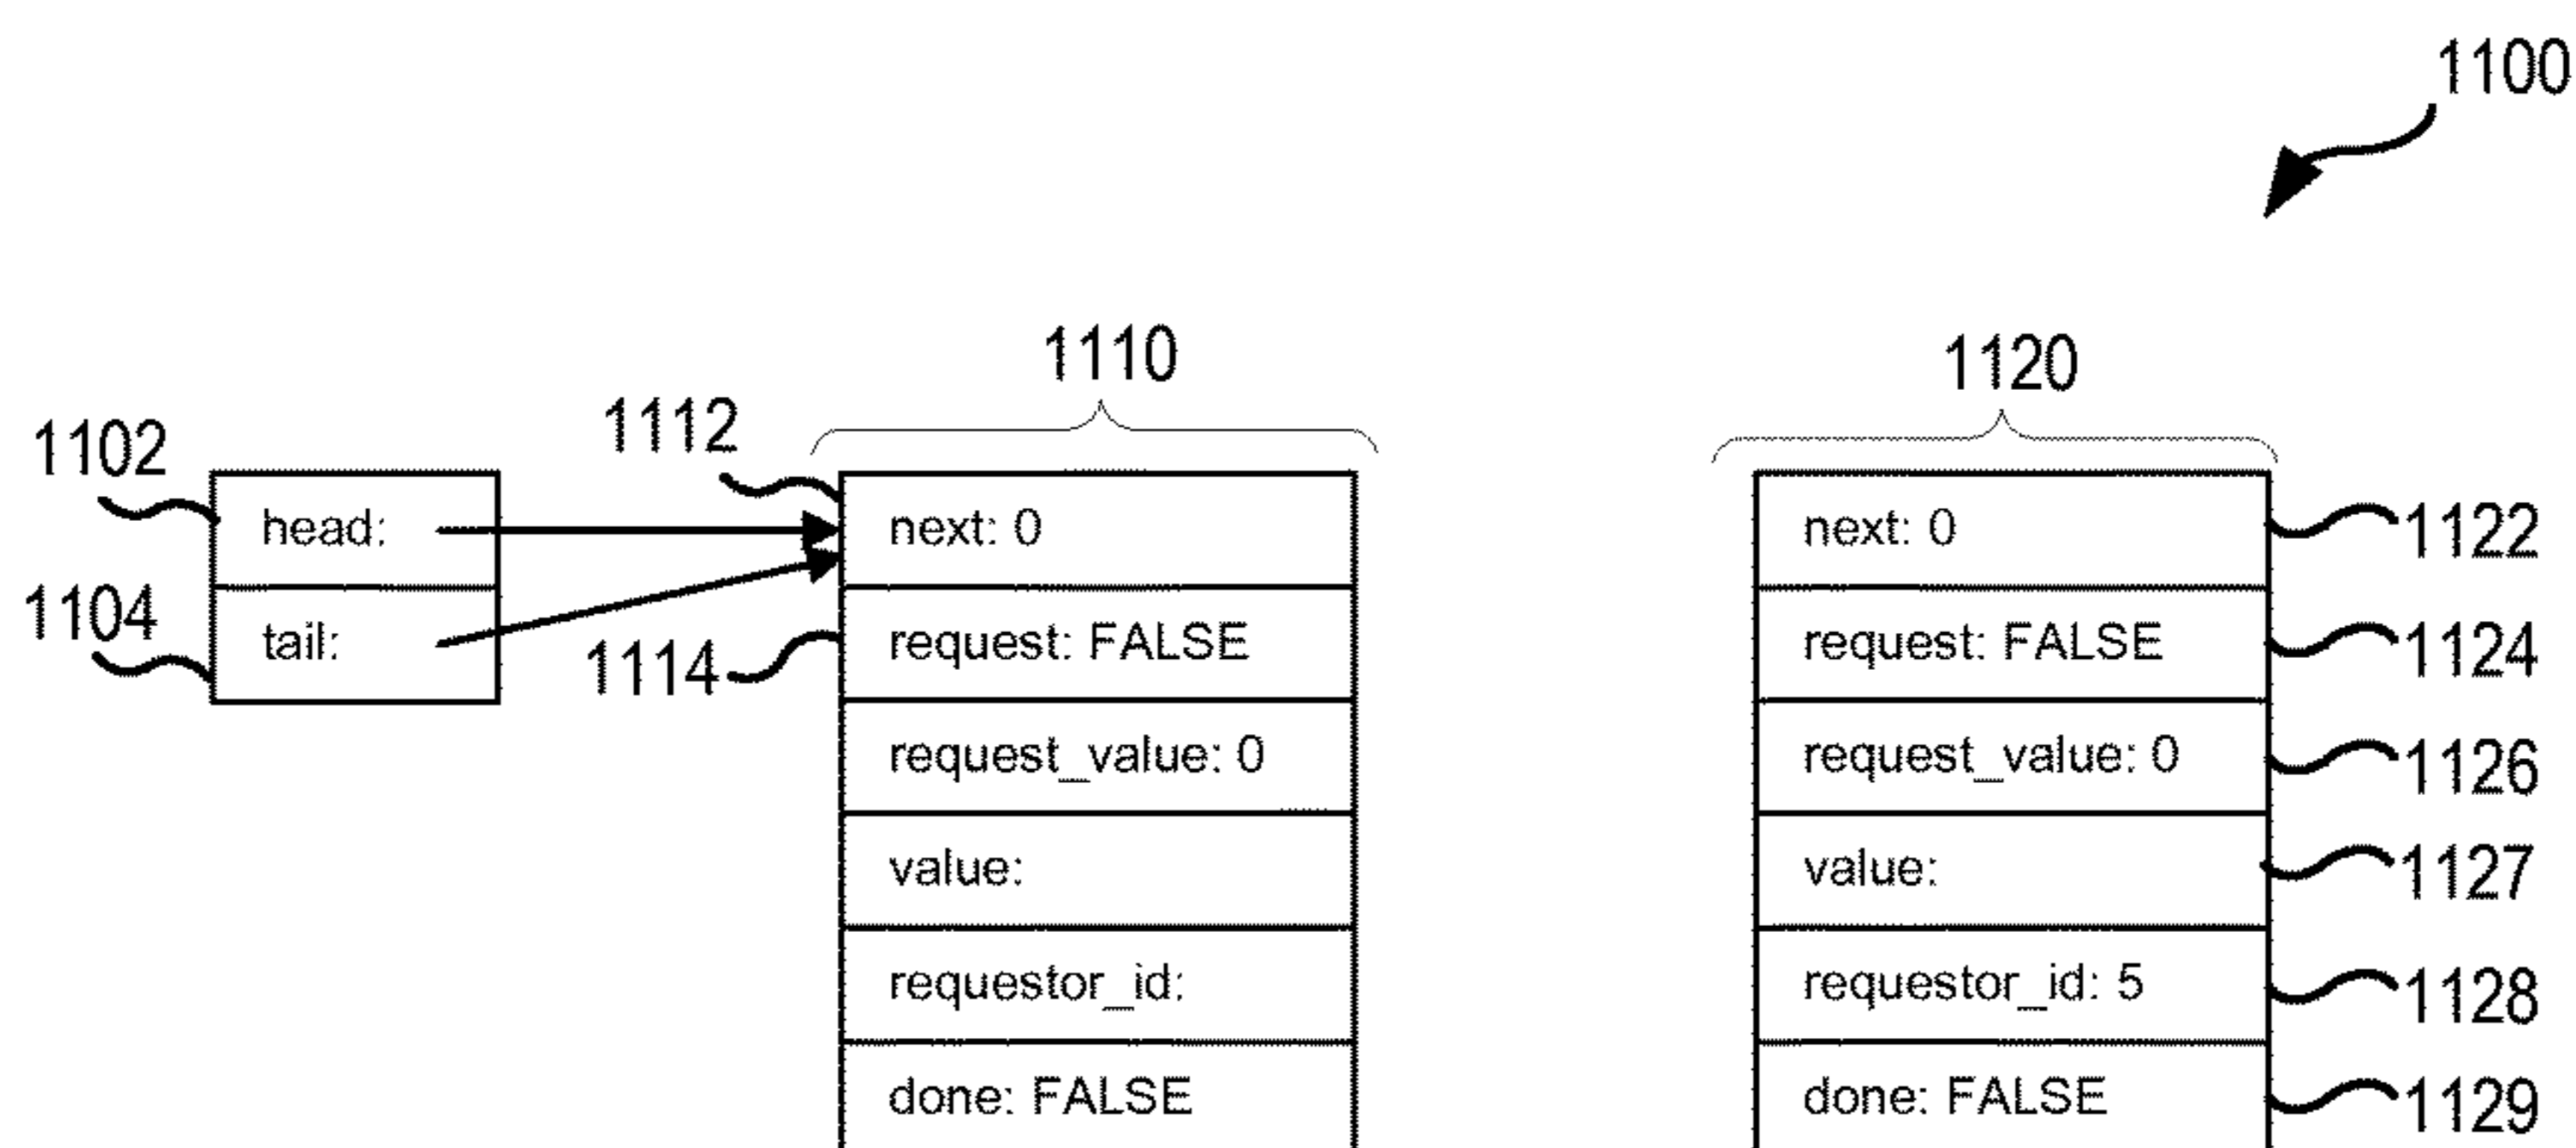 1100
1110
1120
1112
1102
head:
next: 0
next: 0
1122
1104
tail:
1114
request: FALSE
request: FALSE
1124
request_value: 0
request_value: 0
1126
value:
value:
1127
requestor_id:
requestor_id: 5
1128
done: FALSE
done: FALSE
1129